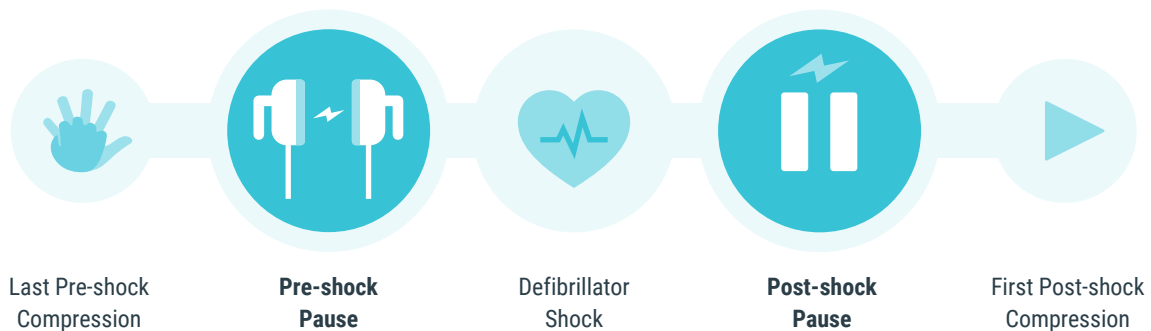 Last Pre-shock
Compression
Pre-shock
Pause
Defibrillator
Shock
Post-shock
Pause
First Post-shock
Compression